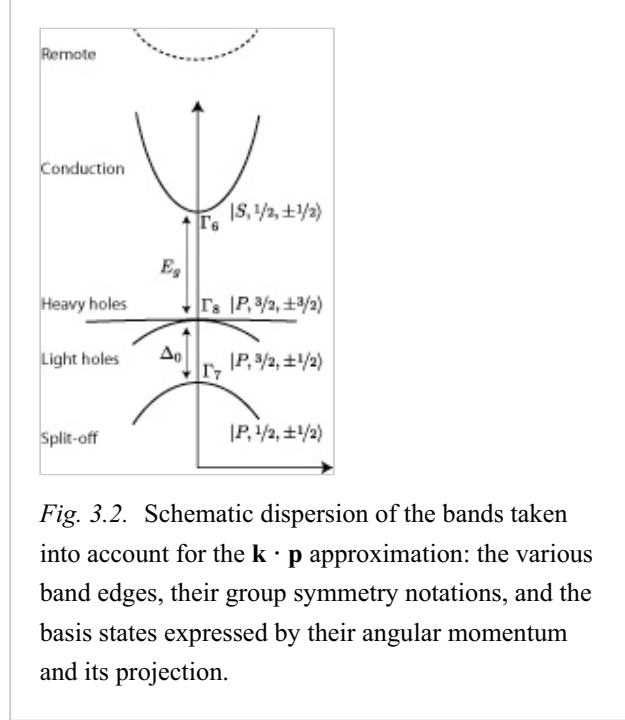 Remote
Conduction
|S, 1/2, ±1/2⟩
Γ6
Eg
Heavy holes
Γ8 |P, 3/2, ±3/2⟩
Light holes
Δ0
Γ7
|P, 3/2, ±1/2⟩
Split-off
|P, 1/2, ±1/2⟩
Fig. 3.2. Schematic dispersion of the bands taken
into account for the k · p approximation: the various
band edges, their group symmetry notations, and the
basis states expressed by their angular momentum
and its projection.